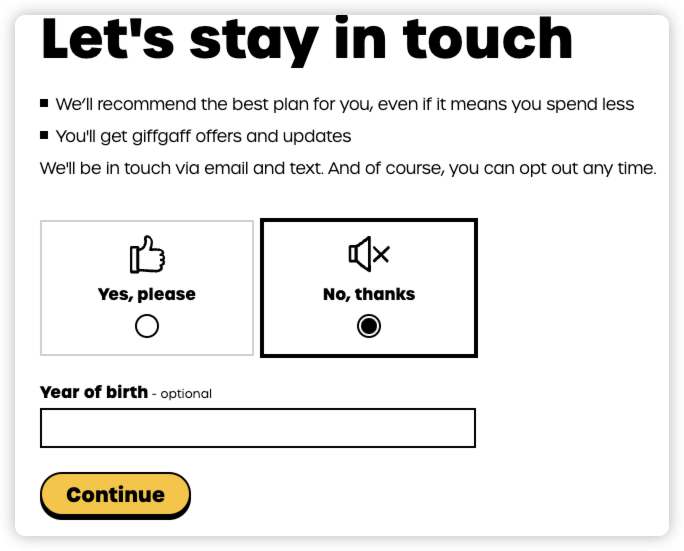 Let's stay in touch
We'll recommend the best plan for you, even if it means you spend less
You'll get giffgaff offers and updates
We'll be in touch via email and text. And of course, you can opt out any time.
Yes, please
No, thanks
Year of birth - optional
Continue